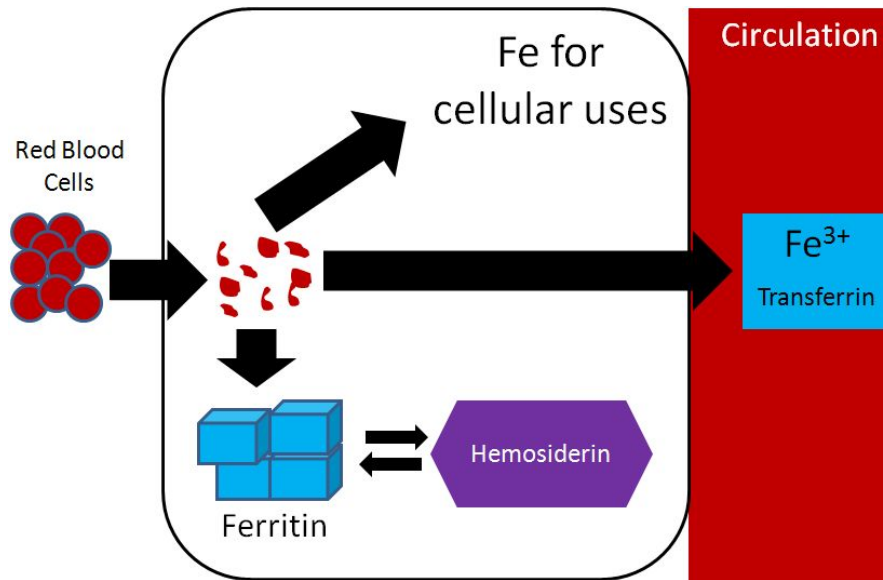 Circulation
Fe for
cellular uses
Red Blood
Cells
Fe³⁺
Transferrin
Hemosiderin
Ferritin